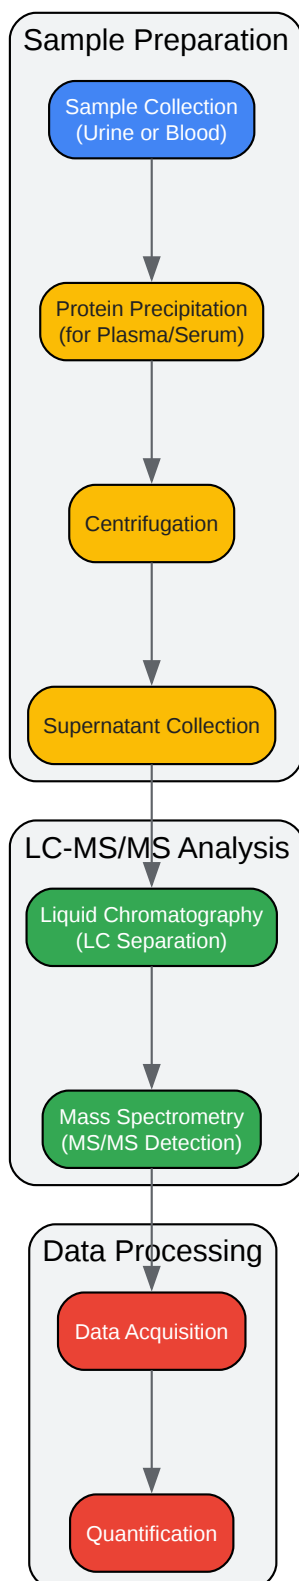 Sample Preparation
Sample Collection
(Urine or Blood)
Protein Precipitation
(for Plasma/Serum)
Centrifugation
Supernatant Collection
LC-MS/MS Analysis
Liquid Chromatography
(LC Separation)
Mass Spectrometry
(MS/MS Detection)
Data Processing
Data Acquisition
Quantification